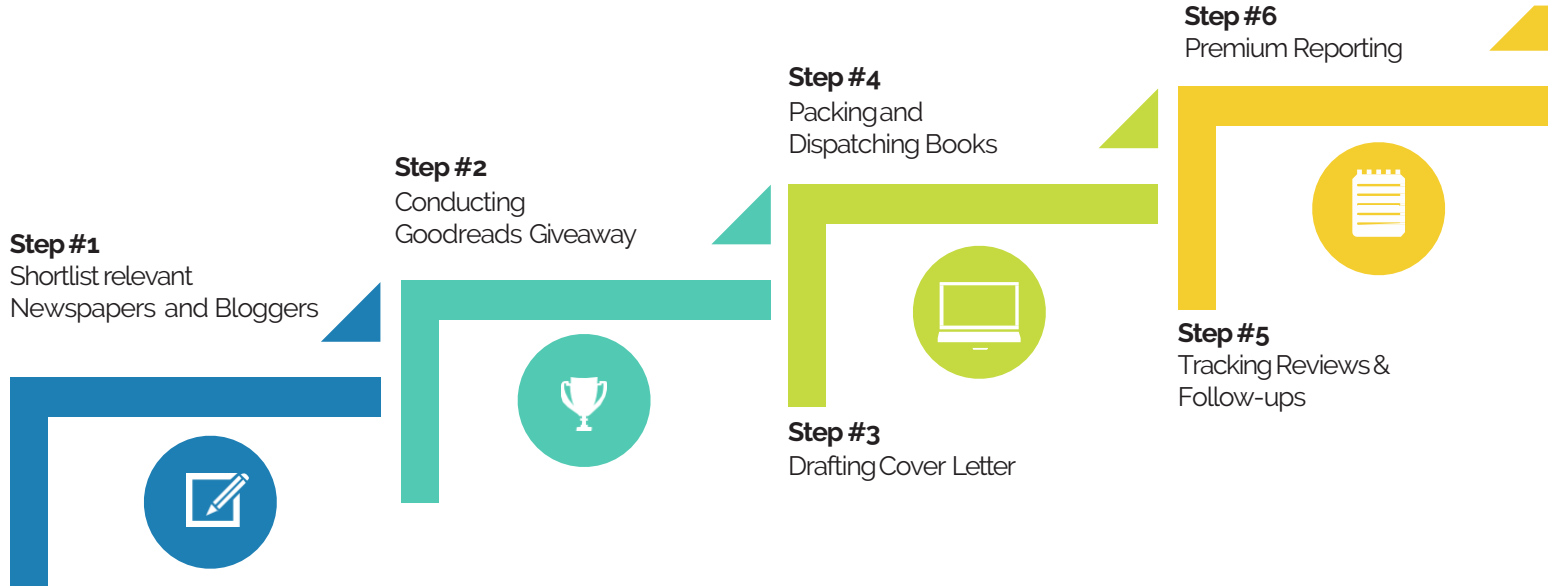 Step #1
Shortlist relevant
Newspapers and Bloggers
Step #2
Conducting
Goodreads Giveaway
Step #3
Drafting Cover Letter
Step #4
Packing and
Dispatching Books
Step #5
Tracking Reviews &
Follow-ups
Step #6
Premium Reporting